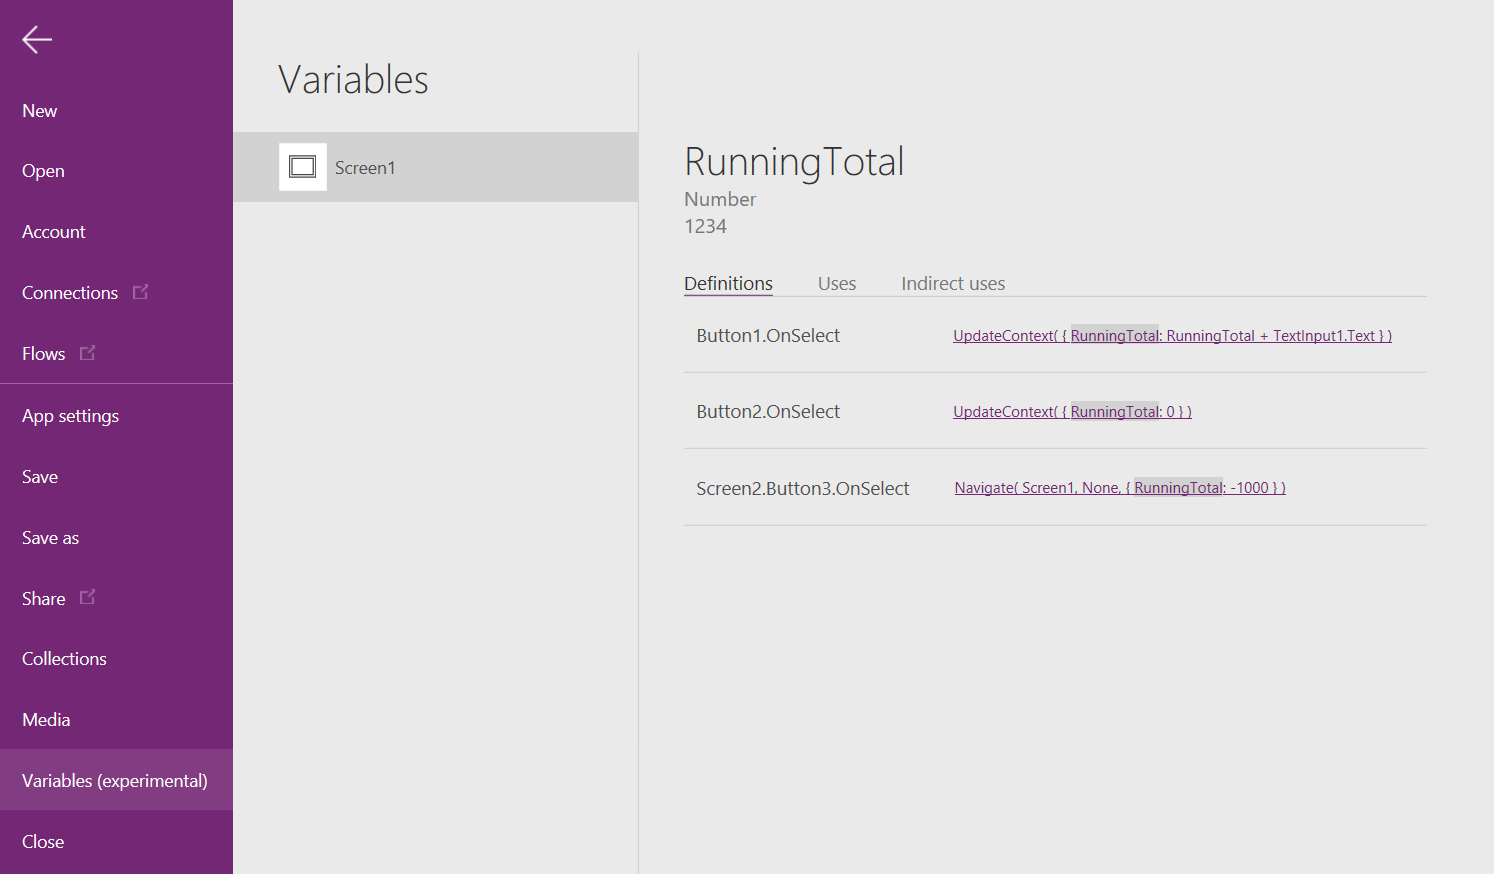 New
Open
Account
Connections
Flows
App settings
Save
Save as
Share
Collections
Media
Variables (experimental)
Close
Variables
Screen1
RunningTotal
Number
1234
Definitions Uses Indirect uses
Button1.OnSelect UpdateContext( { RunningTotal: RunningTotal + TextInput1.Text } )
Button2.OnSelect UpdateContext( { RunningTotal: 0 } )
Screen2.Button3.OnSelect Navigate( Screen1, None, { RunningTotal: -1000 } )